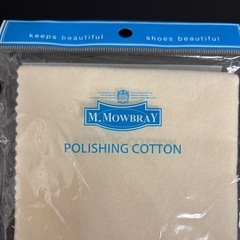 keeps beautiful shoes beautiful
M. MOWBRAY
POLISHING COTTON